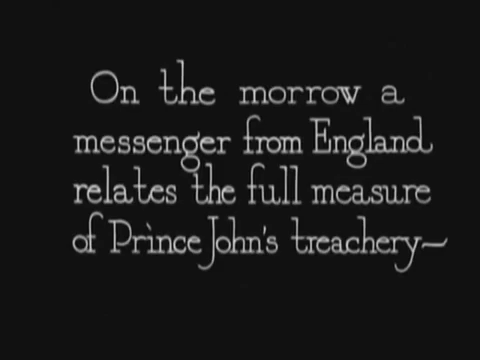 On the morrow a
messenger from England
relates the full measure
of Prince John's treachery—